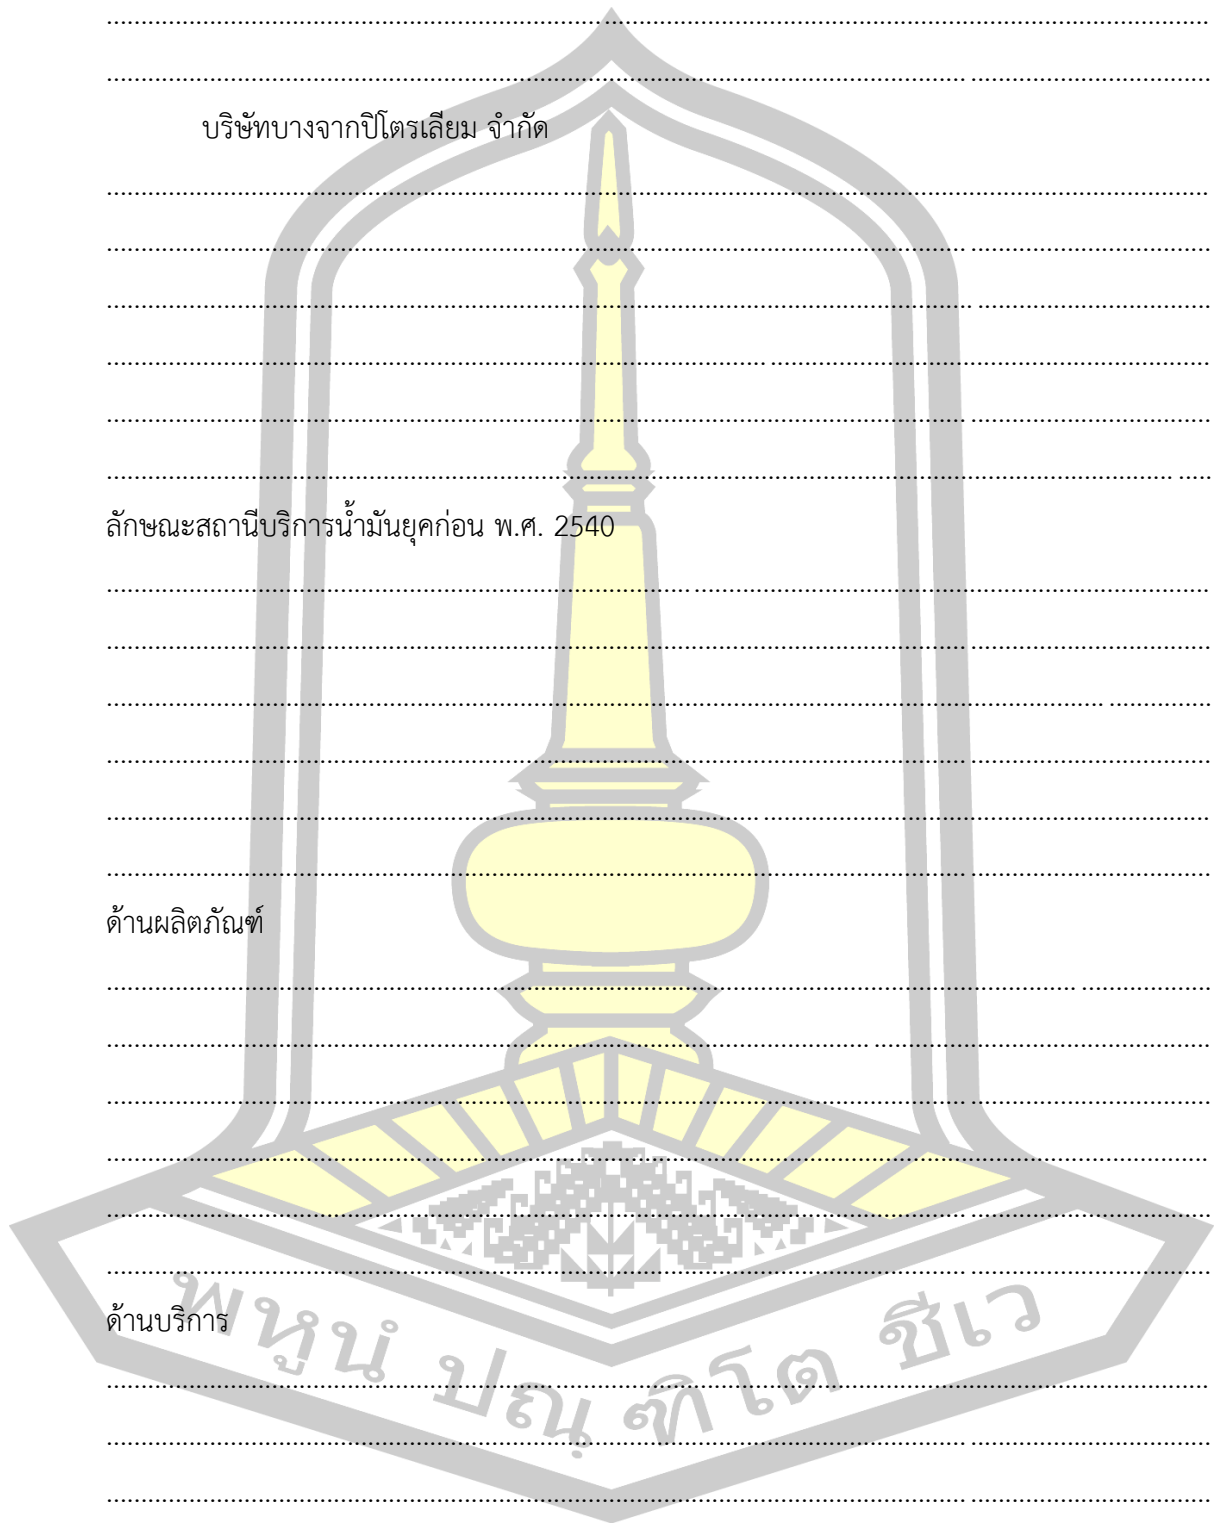 บริษัทบางจากปิโตรเลียม จำกัด
ลักษณะสถานีบริการน้ำมันยุคก่อน พ.ศ. 2540
ด้านผลิตภัณฑ์
ด้านบริการ
พหูนํ ปณฺฑิโต ชีเว